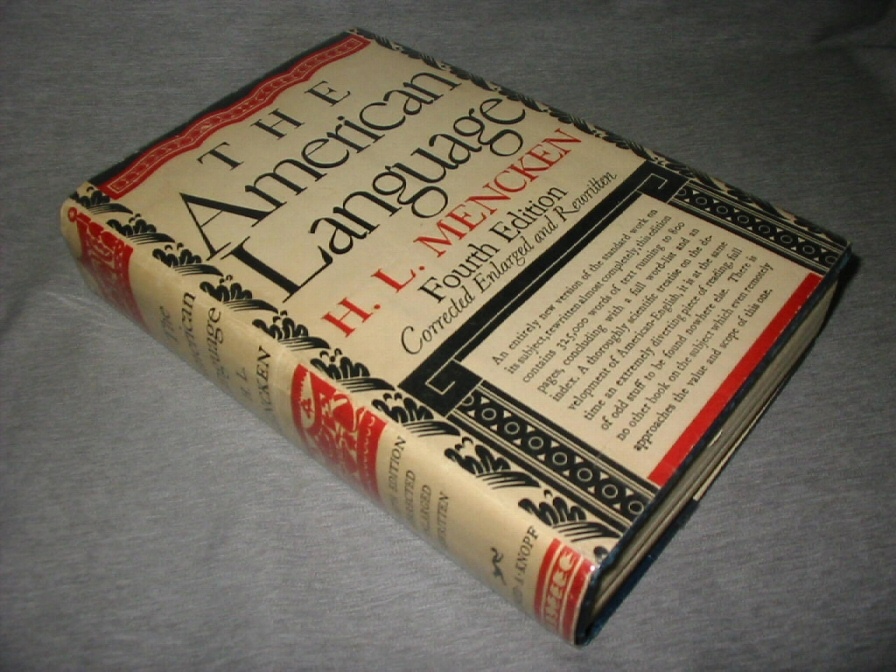 THE
American
Language
H. L. MENCKEN
Fourth Edition
Corrected Enlarged and Rewritten
An entirely new version of the standard work on
its subject, rewritten almost completely, this edition
contains 325,000 words of text running to 800
pages, concluding with a full word-list and an
index. A thoroughly scientific treatise on the de-
velopment of American-English, it is at the same
time an extremely diverting piece of reading, full
of odd stuff to be found nowhere else. There is
no other book on the subject which even remotely
approaches the value and scope of this one.
The
H. L.
EDITION
KNOPF